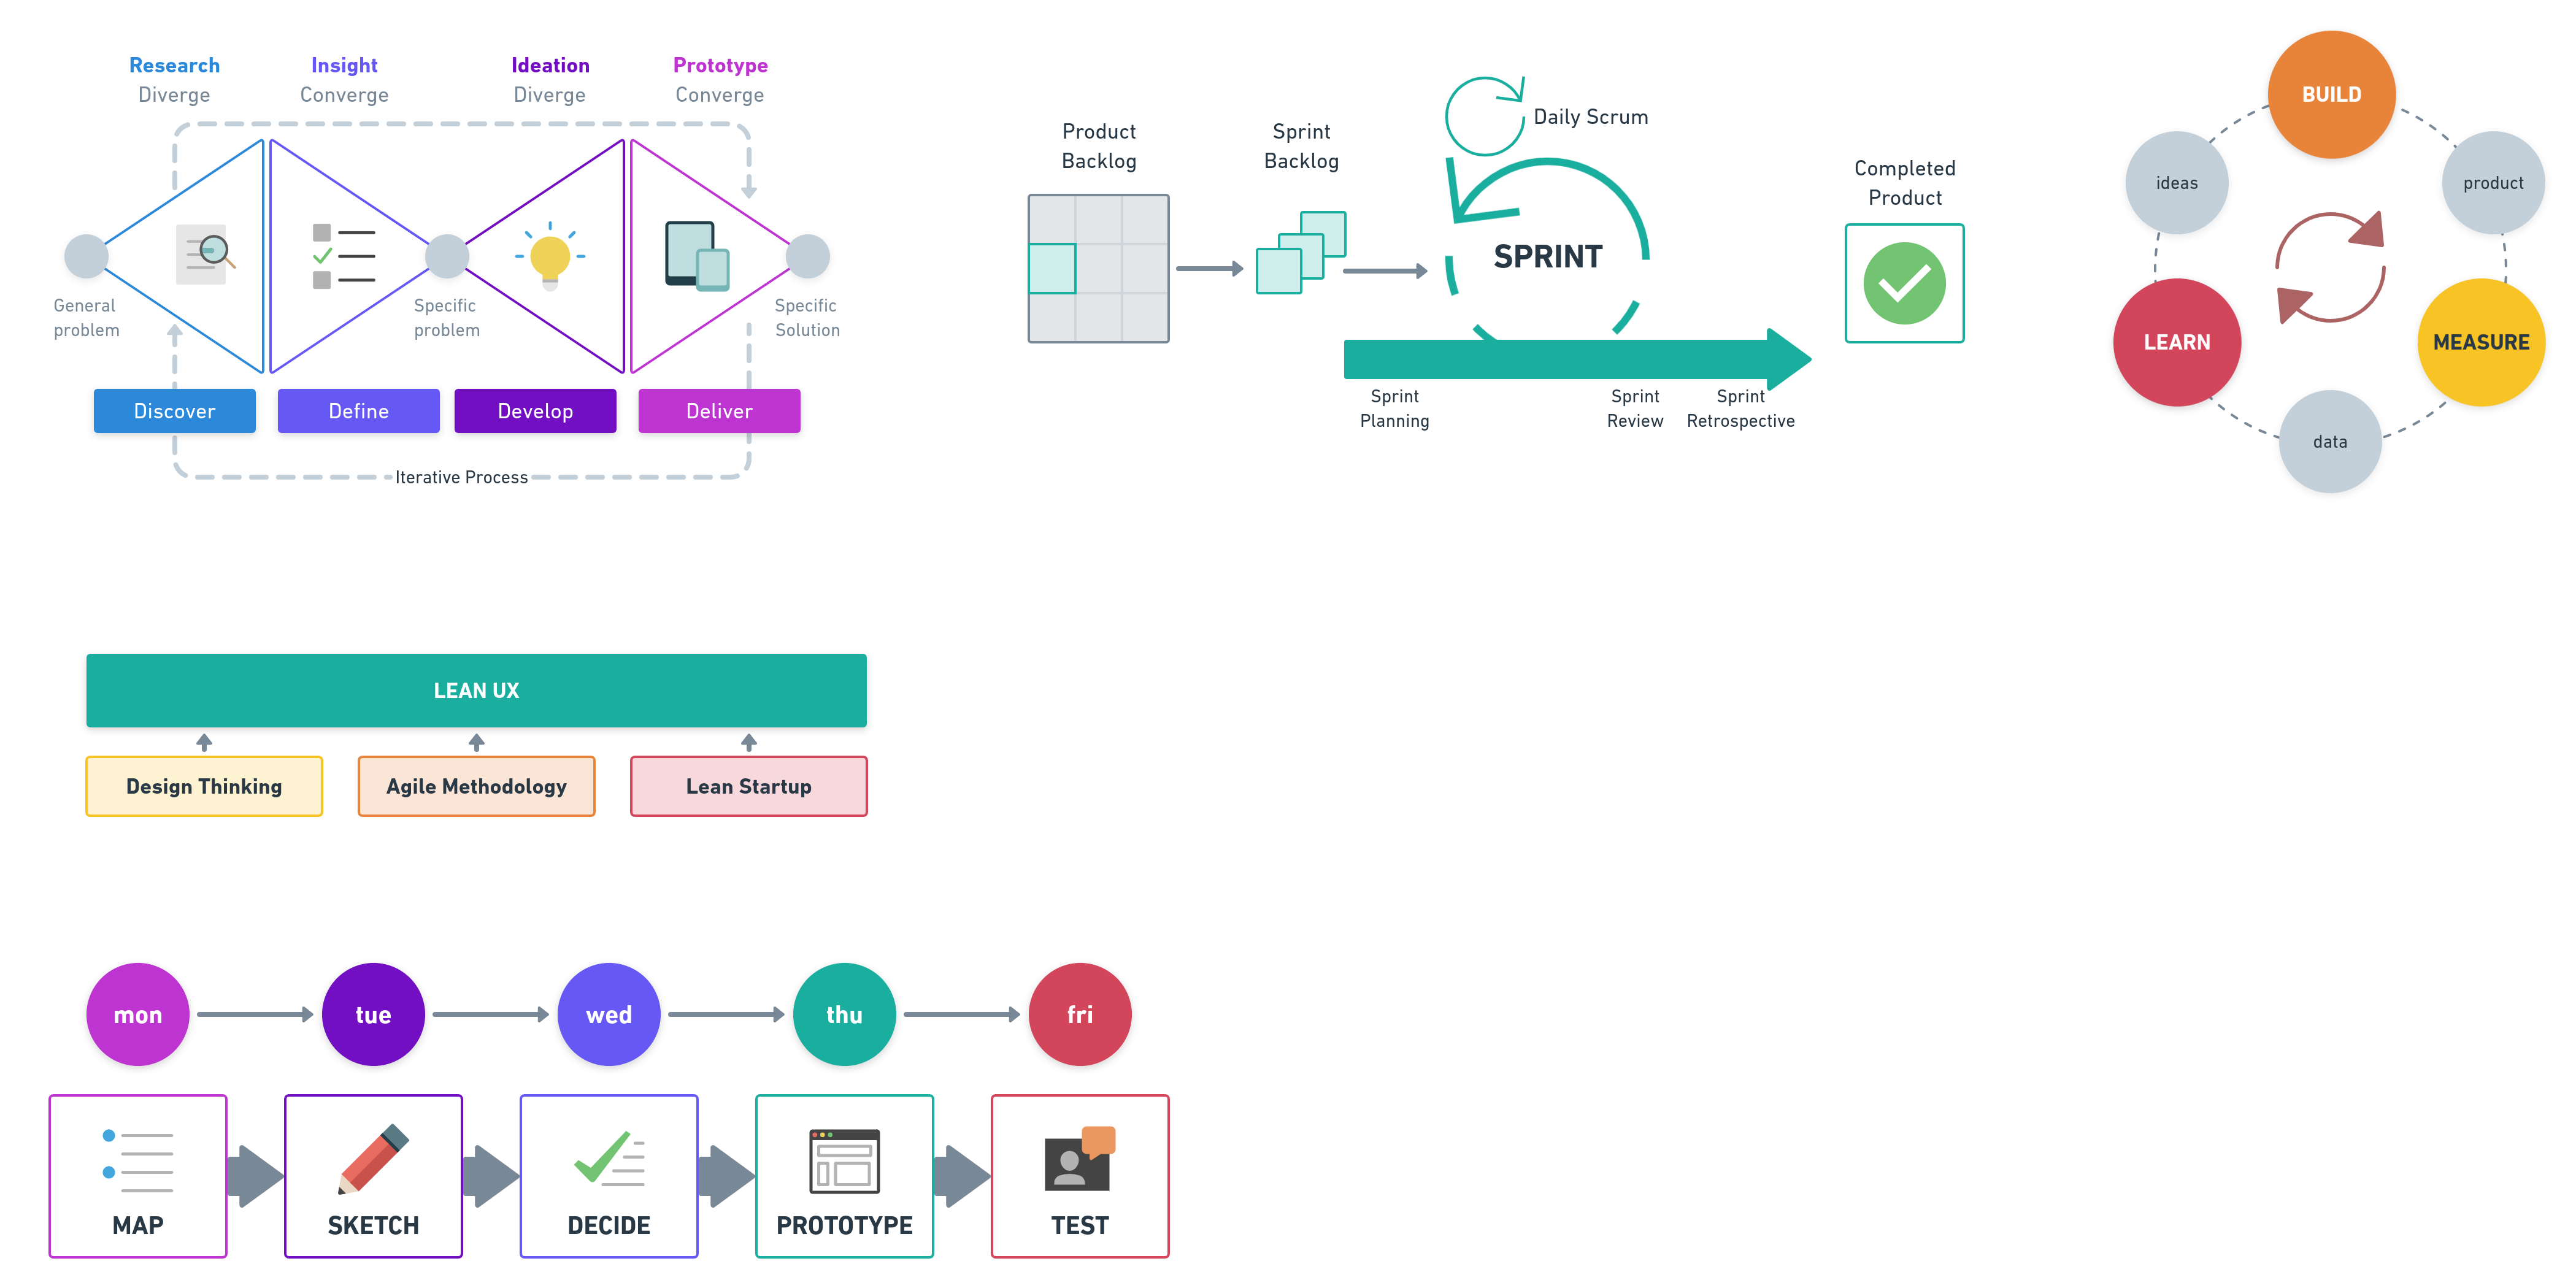 Research
Diverge
Insight
Converge
Ideation
Diverge
Prototype
Converge
General
problem
Specific
problem
Specific
Solution
Discover
Define
Develop
Deliver
Iterative Process
Product
Backlog
Sprint
Backlog
Daily Scrum
SPRINT
Completed
Product
Sprint
Planning
Sprint
Review
Sprint
Retrospective
BUILD
ideas
product
LEARN
MEASURE
data
LEAN UX
Design Thinking
Agile Methodology
Lean Startup
mon
tue
wed
thu
fri
MAP
SKETCH
DECIDE
PROTOTYPE
TEST